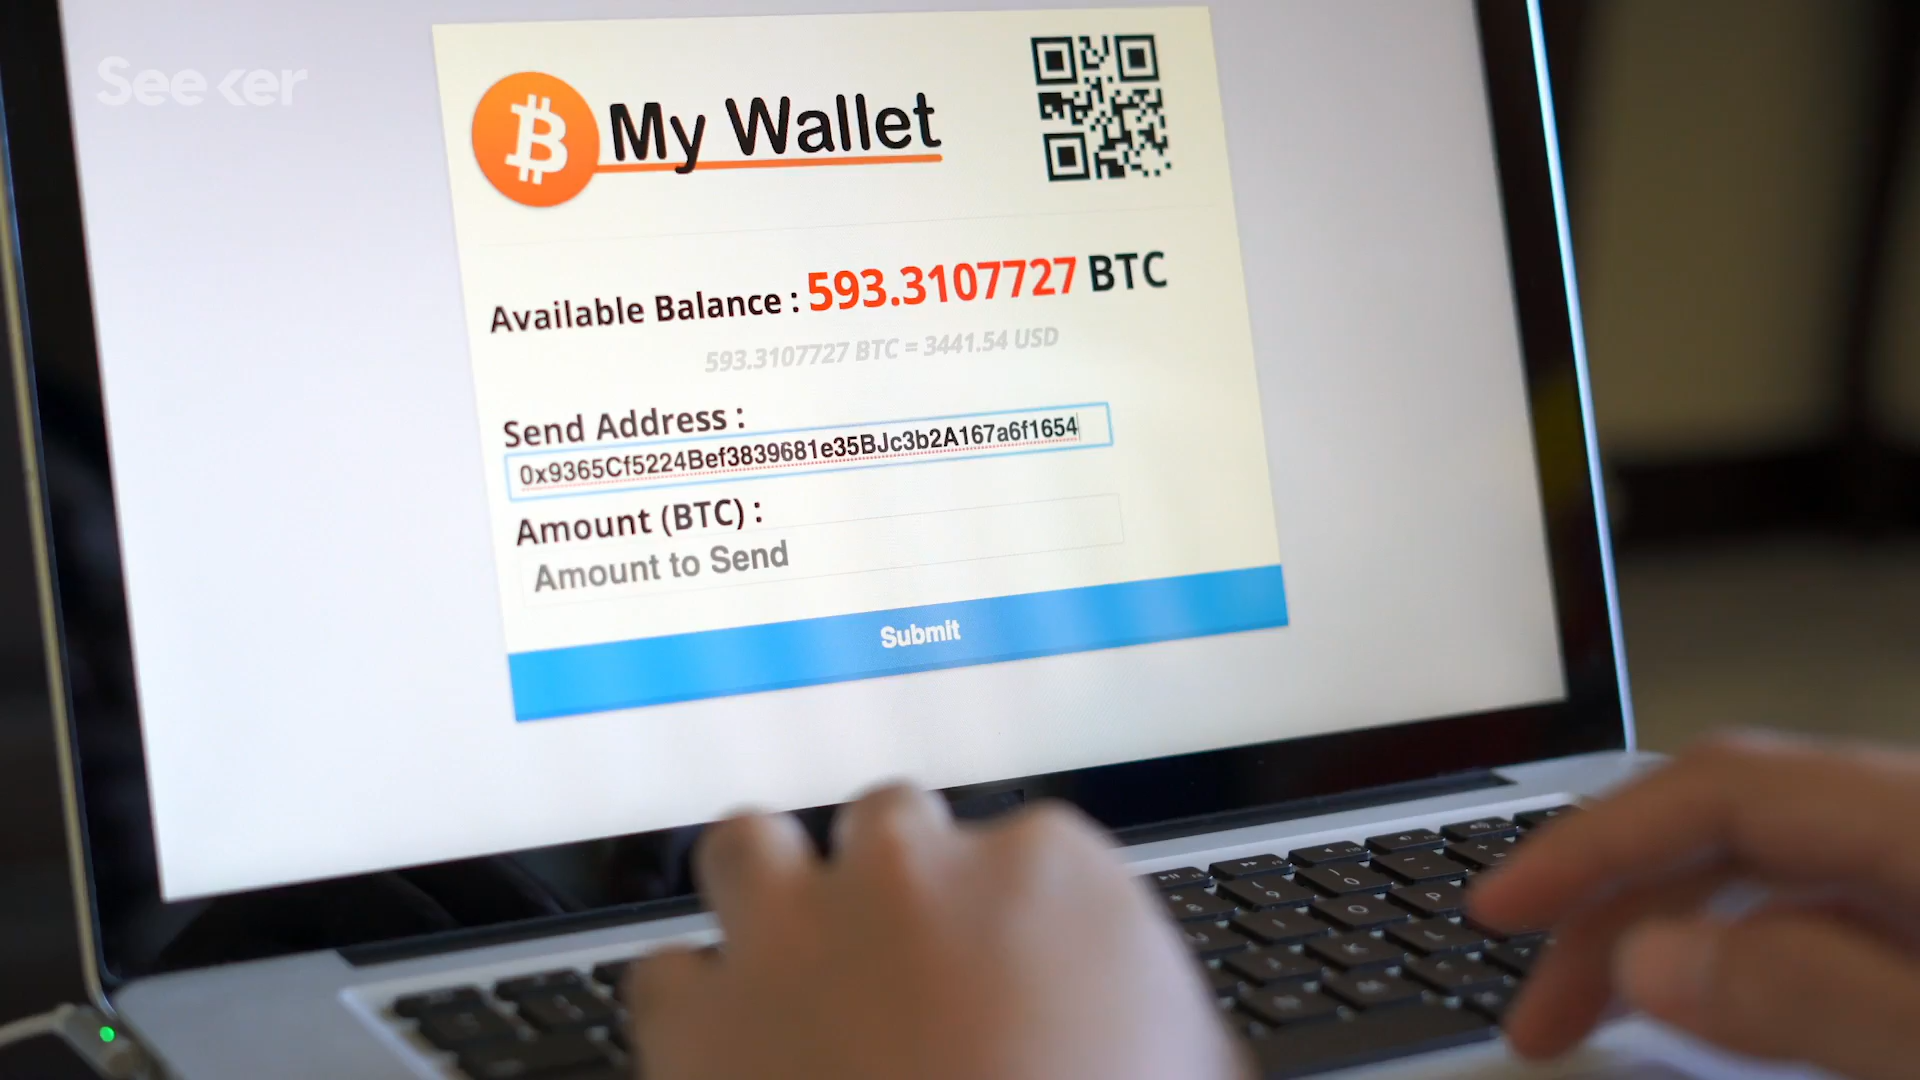 Seeker
My Wallet
Available Balance : 593.3107727 BTC
593.3107727 BTC = 3441.54 USD
Send Address :
0x9365Cf5224Bef3839681e35BJc3b2A167a6f1654
Amount (BTC) :
Amount to Send
Submit